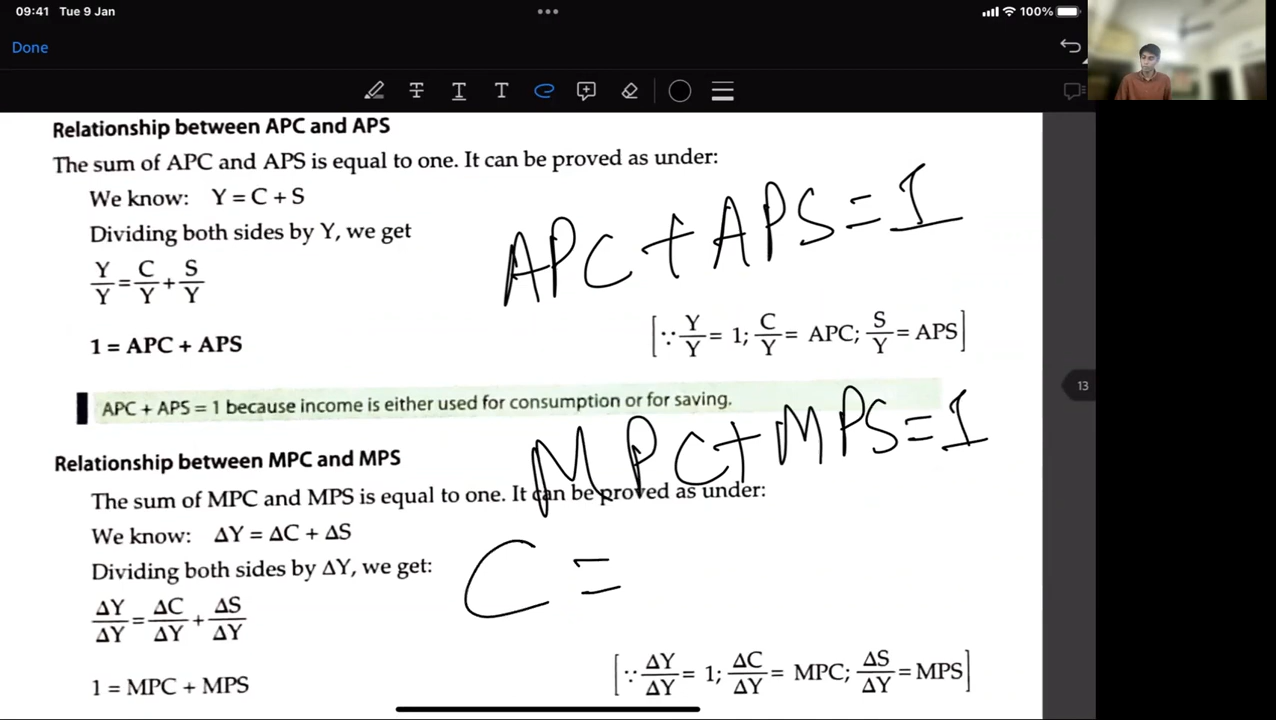 09:41 Tue 9 Jan
100%
Done
T T T
Relationship between APC and APS
The sum of APC and APS is equal to one. It can be proved as under:
We know: Y = C + S
Dividing both sides by Y, we get
Y/Y = C/Y + S/Y
APC + APS = 1
1 = APC + APS
[∵ Y/Y = 1; C/Y = APC; S/Y = APS]
APC + APS = 1 because income is either used for consumption or for saving.
13
MPC + MPS = 1
Relationship between MPC and MPS
The sum of MPC and MPS is equal to one. It can be proved as under:
We know: ΔY = ΔC + ΔS
Dividing both sides by ΔY, we get:
C =
ΔY/ΔY = ΔC/ΔY + ΔS/ΔY
1 = MPC + MPS
[∵ ΔY/ΔY = 1; ΔC/ΔY = MPC; ΔS/ΔY = MPS]